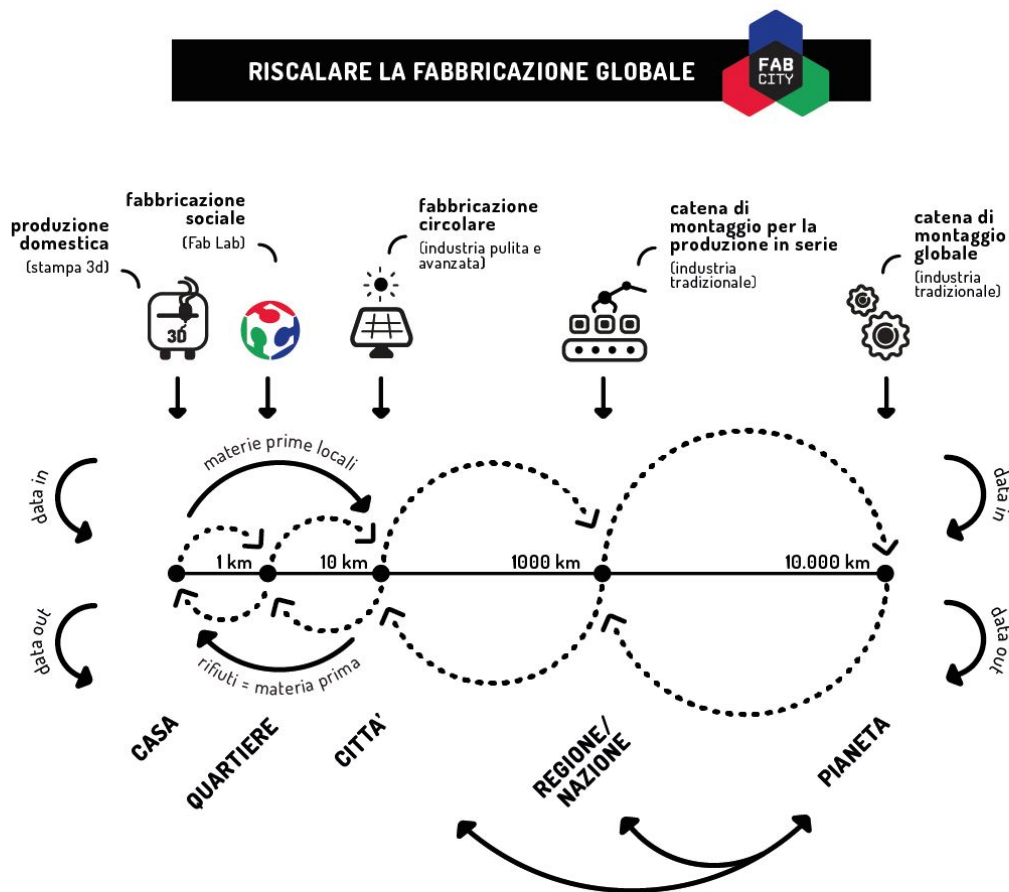 RISCALARE LA FABBRICAZIONE GLOBALE
FAB
CITY
produzione
domestica
(stampa 3d)
fabbricazione
sociale
(Fab Lab)
fabbricazione
circolare
(industria pulita e
avanzata)
catena di
montaggio per la
produzione in serie
(industria
tradizionale)
catena di
montaggio
globale
(industria
tradizionale)
3D
data in
materie prime locali
data in
1 km
10 km
1000 km
10.000 km
data out
rifiuti = materia prima
data out
CASA
QUARTIERE
CITTA'
REGIONE/
NAZIONE
PIANETA